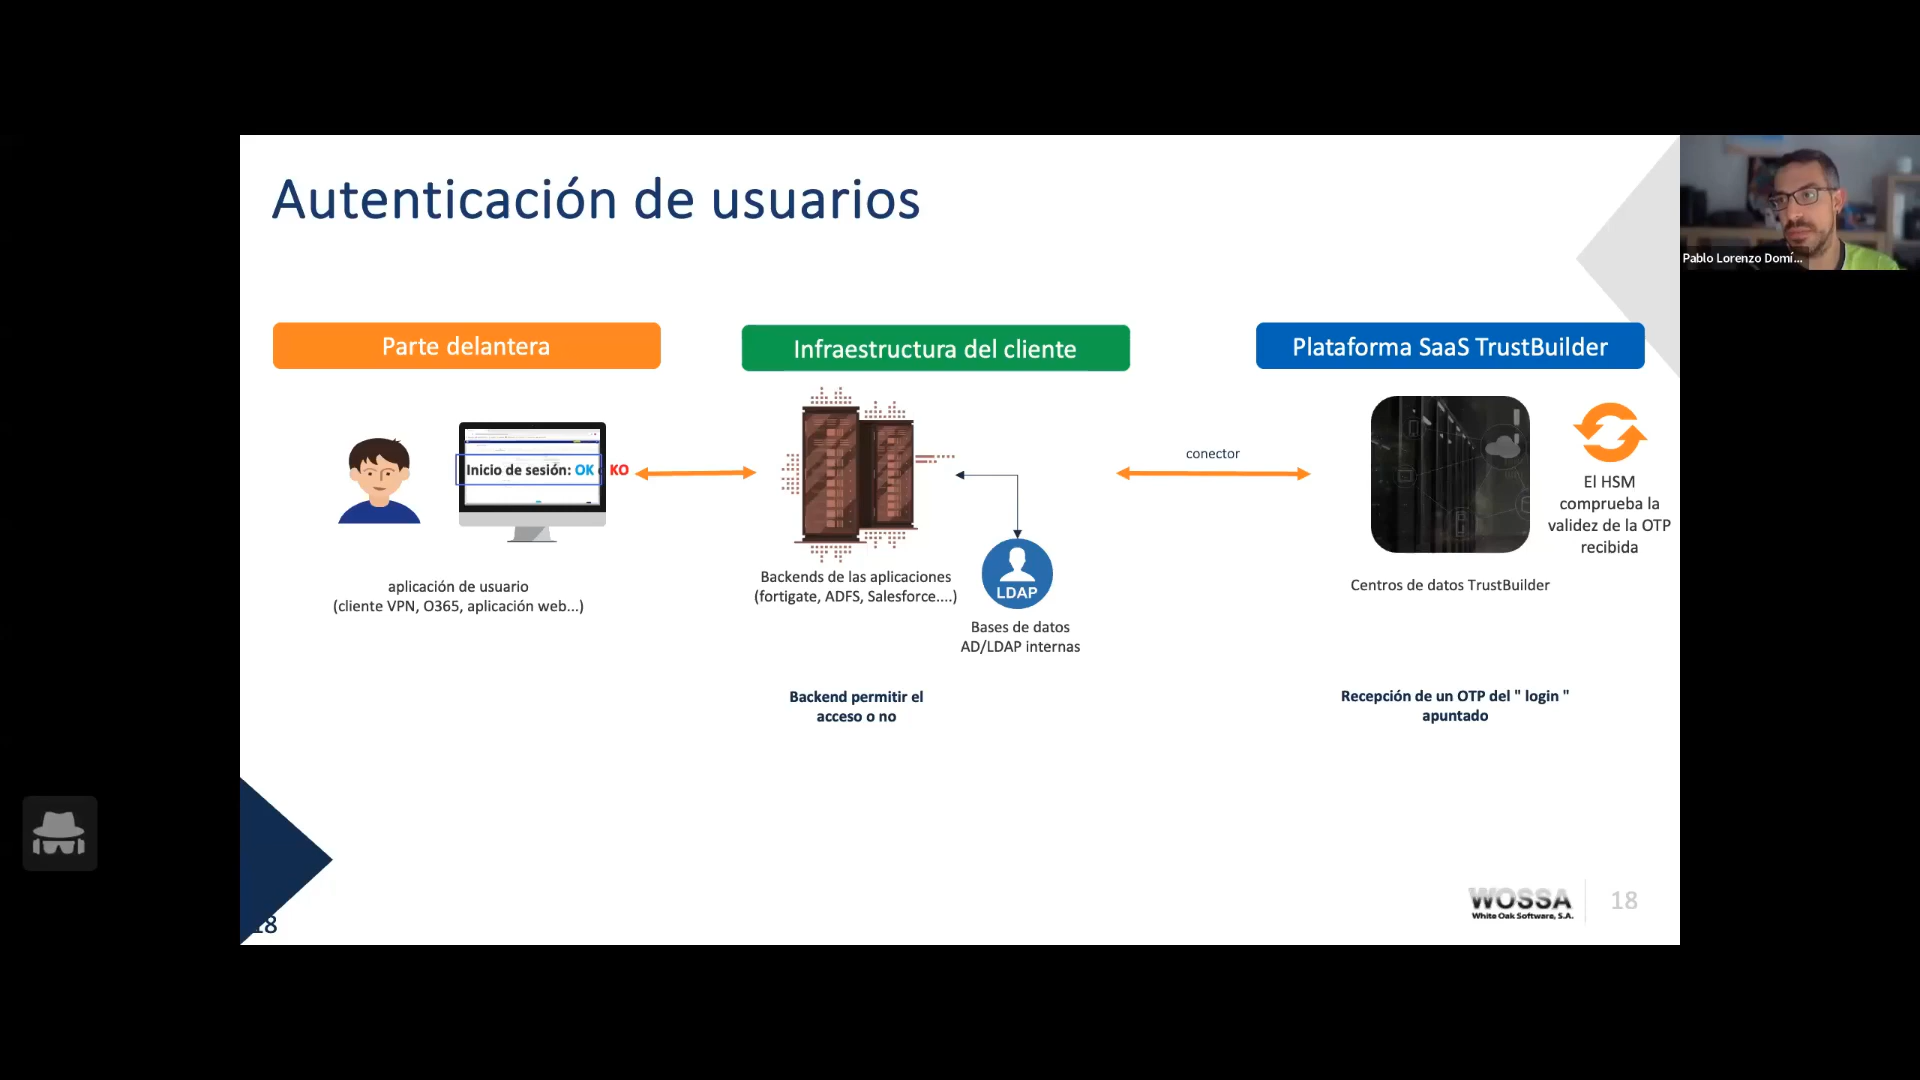 Autenticación de usuarios
Pablo Lorenzo Domí...
Parte delantera
Infraestructura del cliente
Plataforma SaaS TrustBuilder
Inicio de sesión: OK o KO
conector
El HSM
comprueba la
validez de la OTP
recibida
aplicación de usuario
(cliente VPN, O365, aplicación web...)
Backends de las aplicaciones
(fortigate, ADFS, Salesforce....)
LDAP
Bases de datos
AD/LDAP internas
Centros de datos TrustBuilder
Backend permitir el
acceso o no
Recepción de un OTP del " login "
apuntado
WOSSA
White Oak Software, S.A.
18
18